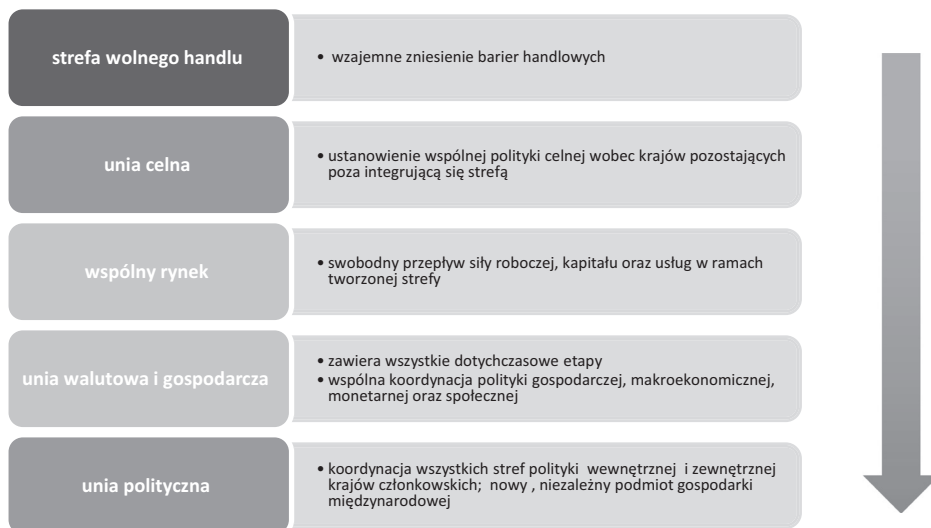 strefa wolnego handlu
• wzajemne zniesienie barier handlowych
unia celna
• ustanowienie wspólnej polityki celnej wobec krajów pozostających
poza integrującą się strefą
wspólny rynek
• swobodny przepływ siły roboczej, kapitału oraz usług w ramach
tworzonej strefy
unia walutowa i gospodarcza
• zawiera wszystkie dotychczasowe etapy
• wspólna koordynacja polityki gospodarczej, makroekonomicznej,
monetarnej oraz społecznej
unia polityczna
• koordynacja wszystkich stref polityki wewnętrznej i zewnętrznej
krajów członkowskich; nowy , niezależny podmiot gospodarki
międzynarodowej